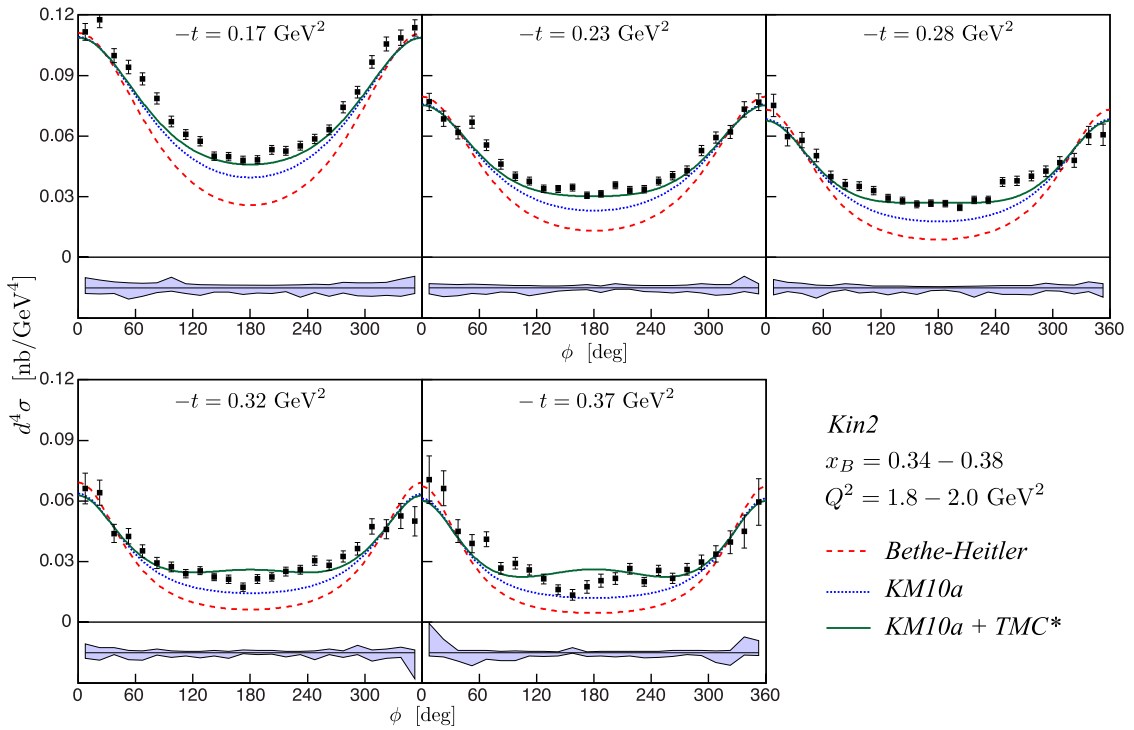 0.12
0.09
0.06
0.03
0
−t = 0.17 GeV²
−t = 0.23 GeV²
−t = 0.28 GeV²
0 60 120 180 240 300 0 60 120 180 240 300 0 60 120 180 240 300 360
ϕ [deg]
d⁴σ [nb/GeV⁴]
0.12
0.09
0.06
0.03
0
−t = 0.32 GeV²
− t = 0.37 GeV²
0 60 120 180 240 300 0 60 120 180 240 300 360
ϕ [deg]
Kin2
x_B = 0.34 − 0.38
Q² = 1.8 − 2.0 GeV²
Bethe-Heitler
KM10a
KM10a + TMC*